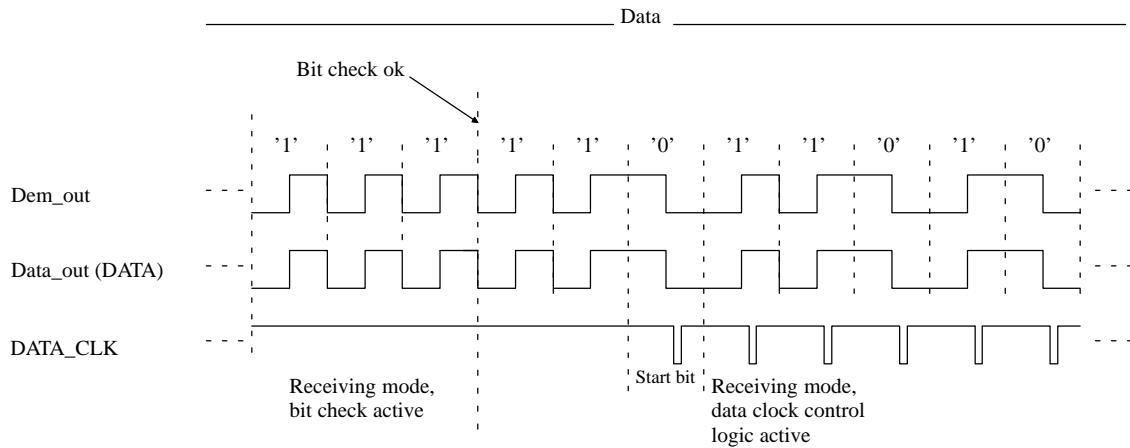 Data
Bit check ok
’1’ ’1’ ’1’ ’1’ ’1’ ’0’ ’1’ ’1’ ’0’ ’1’ ’0’
Dem_out
Data_out (DATA)
DATA_CLK
Start bit
Receiving mode,
bit check active
Receiving mode,
data clock control
logic active